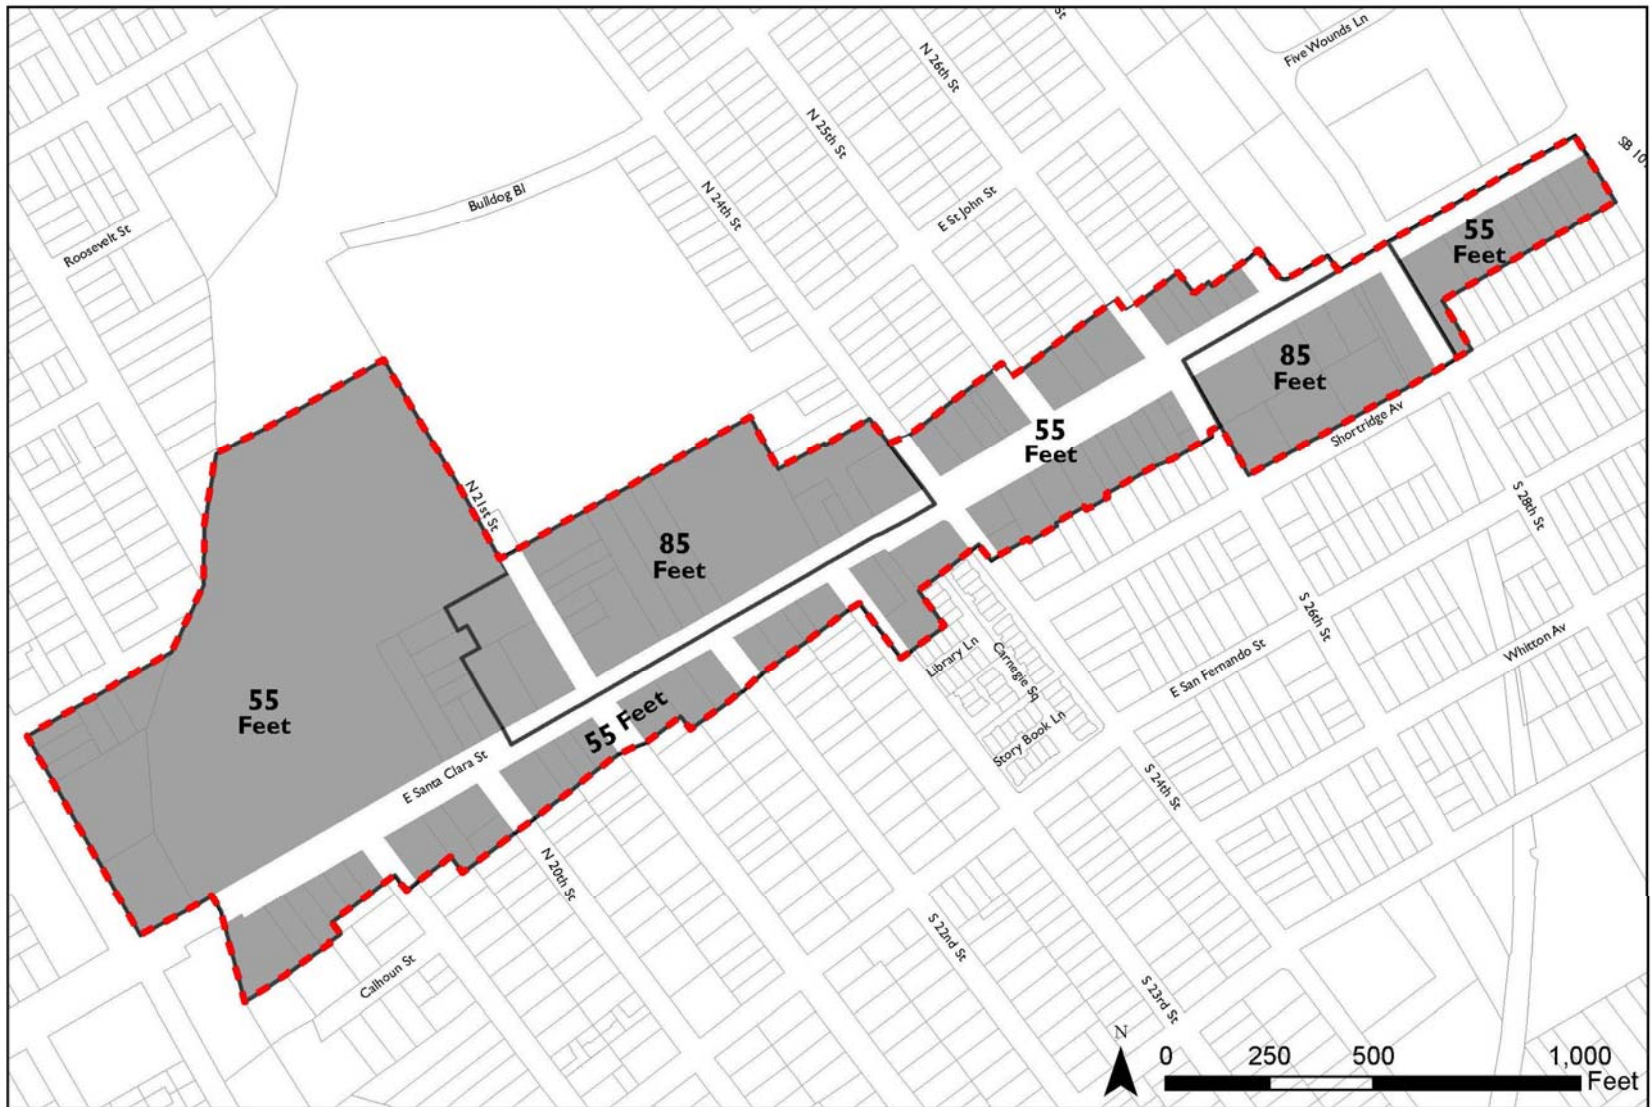 St
Five Wounds Ln
N 26th St
N 25th St
SB 10
Bulldog Bl
N 24th St
E St John St
Roosevelt St
55
Feet
85
Feet
55
Feet
Shortridge Av
N 21st St
S 28th St
85
Feet
S 26th St
Library Ln
Carnegie Sq
E San Fernando St
Whitton Av
55
Feet
55 Feet
Story Book Ln
E Santa Clara St
S 24th St
N 20th St
S 22nd St
Calhoun St
S 23rd St
N
0 250 500 1,000
Feet